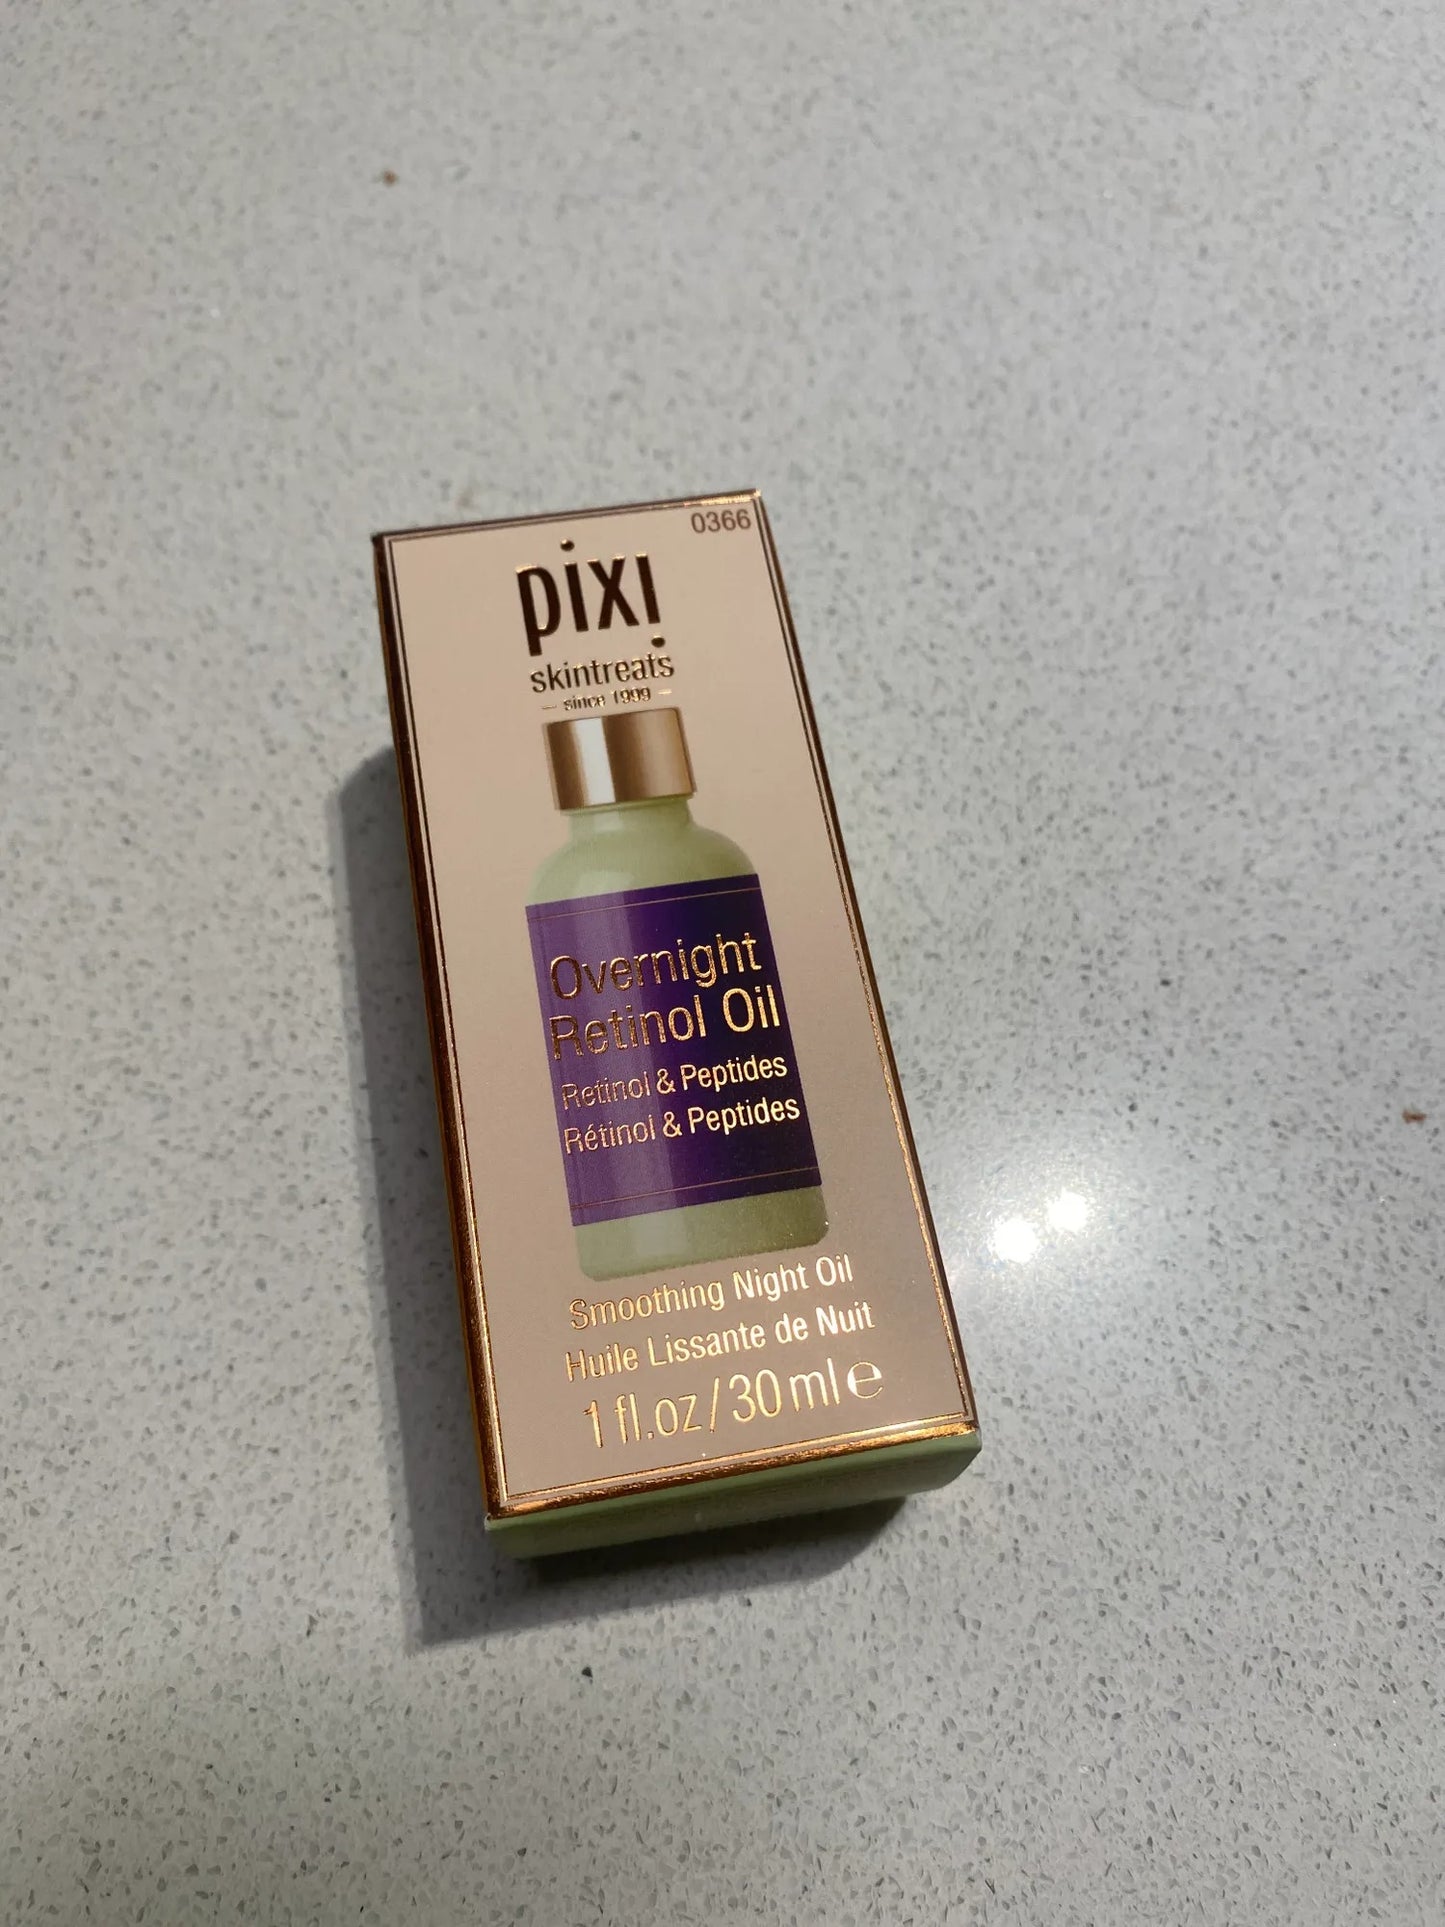 0366
pixi
skintreats
– since 1999 –
Overnight
Retinol Oil
Retinol & Peptides
Rétinol & Peptides
Smoothing Night Oil
Huile Lissante de Nuit
1 fl.oz/30 ml ℮